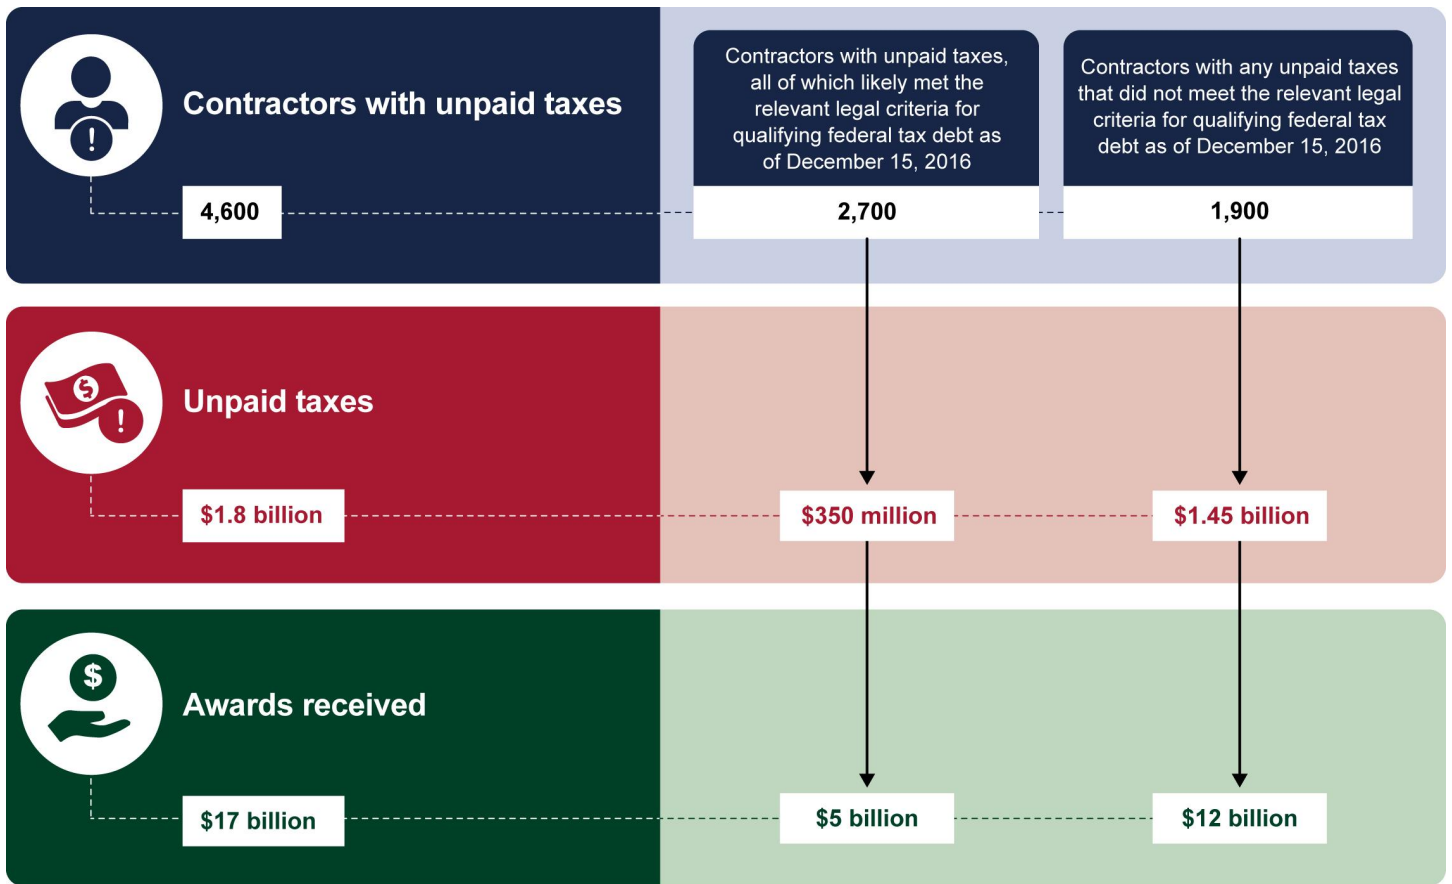 Contractors with unpaid taxes
4,600
Contractors with unpaid taxes,
all of which likely met the
relevant legal criteria for
qualifying federal tax debt as
of December 15, 2016
2,700
Contractors with any unpaid taxes
that did not meet the relevant legal
criteria for qualifying federal tax
debt as of December 15, 2016
1,900
Unpaid taxes
$1.8 billion
$350 million
$1.45 billion
Awards received
$17 billion
$5 billion
$12 billion